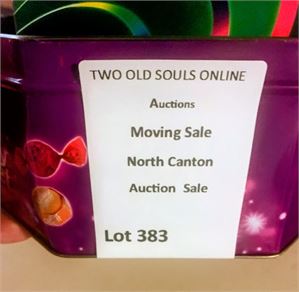 TWO OLD SOULS ONLINE
Auctions
Moving Sale
North Canton
Auction Sale
Lot 383